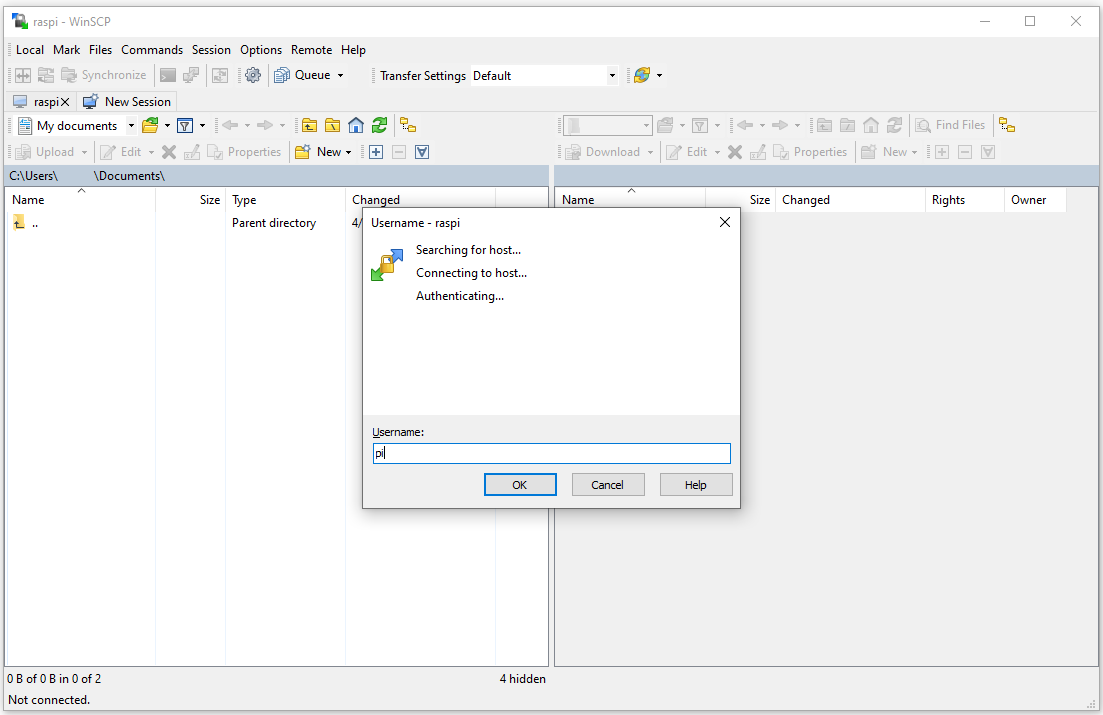 raspi - WinSCP
Local Mark Files Commands Session Options Remote Help
Synchronize Queue Transfer Settings Default
raspi New Session
My documents Find Files
Upload Edit Properties New Download Edit Properties New
C:\Users\ \Documents\
Name Size Type Changed Name Size Changed Rights Owner
.. Parent directory 4/
Username - raspi
Searching for host...
Connecting to host...
Authenticating...
Username:
pi
OK Cancel Help
0 B of 0 B in 0 of 2 4 hidden
Not connected.